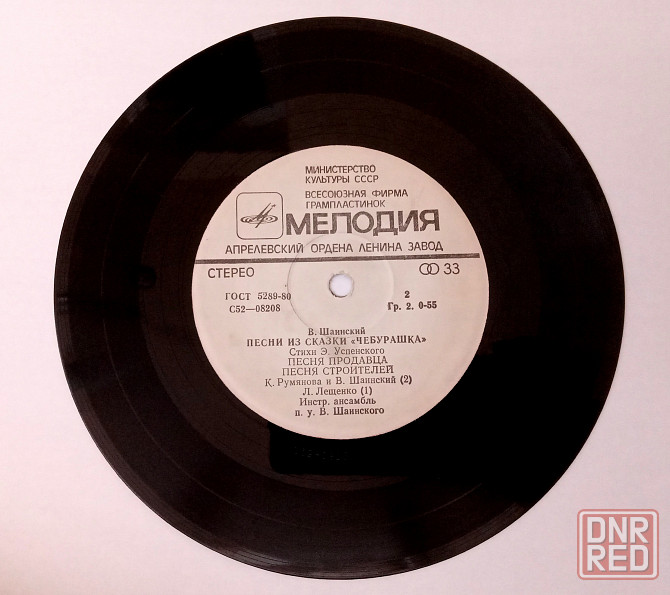 МИНИСТЕРСТВО
КУЛЬТУРЫ СССР
ВСЕСОЮЗНАЯ ФИРМА
ГРАМПЛАСТИНОК
МЕЛОДИЯ
АПРЕЛЕВСКИЙ ОРДЕНА ЛЕНИНА ЗАВОД
СТЕРЕО 33
ГОСТ 5289-80 2
С52—08208 Гр. 2. 0-55
В. Шаинский
ПЕСНИ ИЗ СКАЗКИ «ЧЕБУРАШКА»
Стихи Э. Успенского
ПЕСНЯ ПРОДАВЦА
ПЕСНЯ СТРОИТЕЛЕЙ
К. Румянова и В. Шаинский (2)
Л. Лещенко (1)
Инстр. ансамбль
п. у. В. Шаинского
DNR
RED